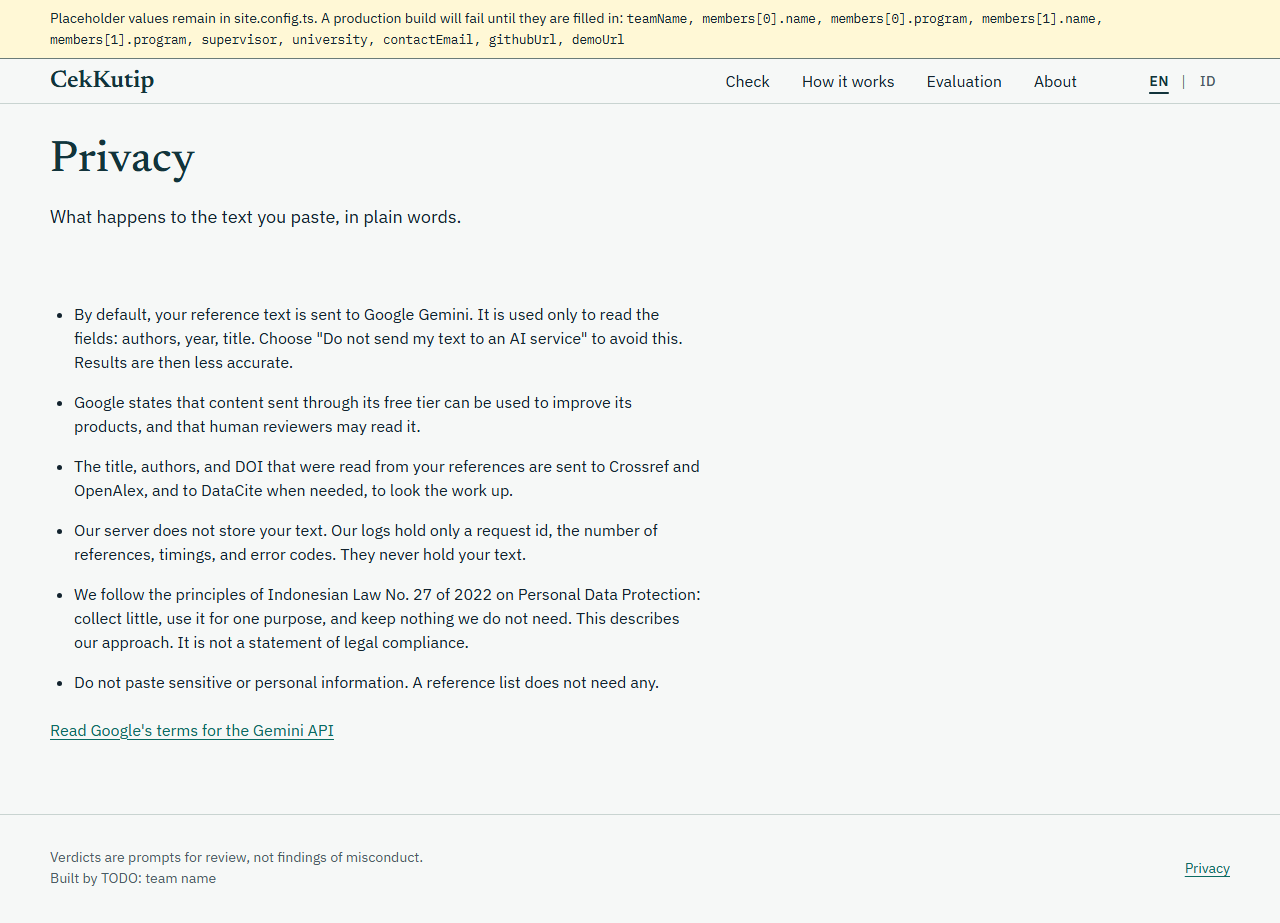 Placeholder values remain in site.config.ts. A production build will fail until they are filled in: teamName, members[0].name, members[0].program, members[1].name,
members[1].program, supervisor, university, contactEmail, githubUrl, demoUrl
CekKutip
Check
How it works
Evaluation
About
EN | ID
Privacy
What happens to the text you paste, in plain words.
• By default, your reference text is sent to Google Gemini. It is used only to read the
fields: authors, year, title. Choose "Do not send my text to an AI service" to avoid this.
Results are then less accurate.
• Google states that content sent through its free tier can be used to improve its
products, and that human reviewers may read it.
• The title, authors, and DOI that were read from your references are sent to Crossref and
OpenAlex, and to DataCite when needed, to look the work up.
• Our server does not store your text. Our logs hold only a request id, the number of
references, timings, and error codes. They never hold your text.
• We follow the principles of Indonesian Law No. 27 of 2022 on Personal Data Protection:
collect little, use it for one purpose, and keep nothing we do not need. This describes
our approach. It is not a statement of legal compliance.
• Do not paste sensitive or personal information. A reference list does not need any.
Read Google's terms for the Gemini API
Verdicts are prompts for review, not findings of misconduct.
Built by TODO: team name
Privacy